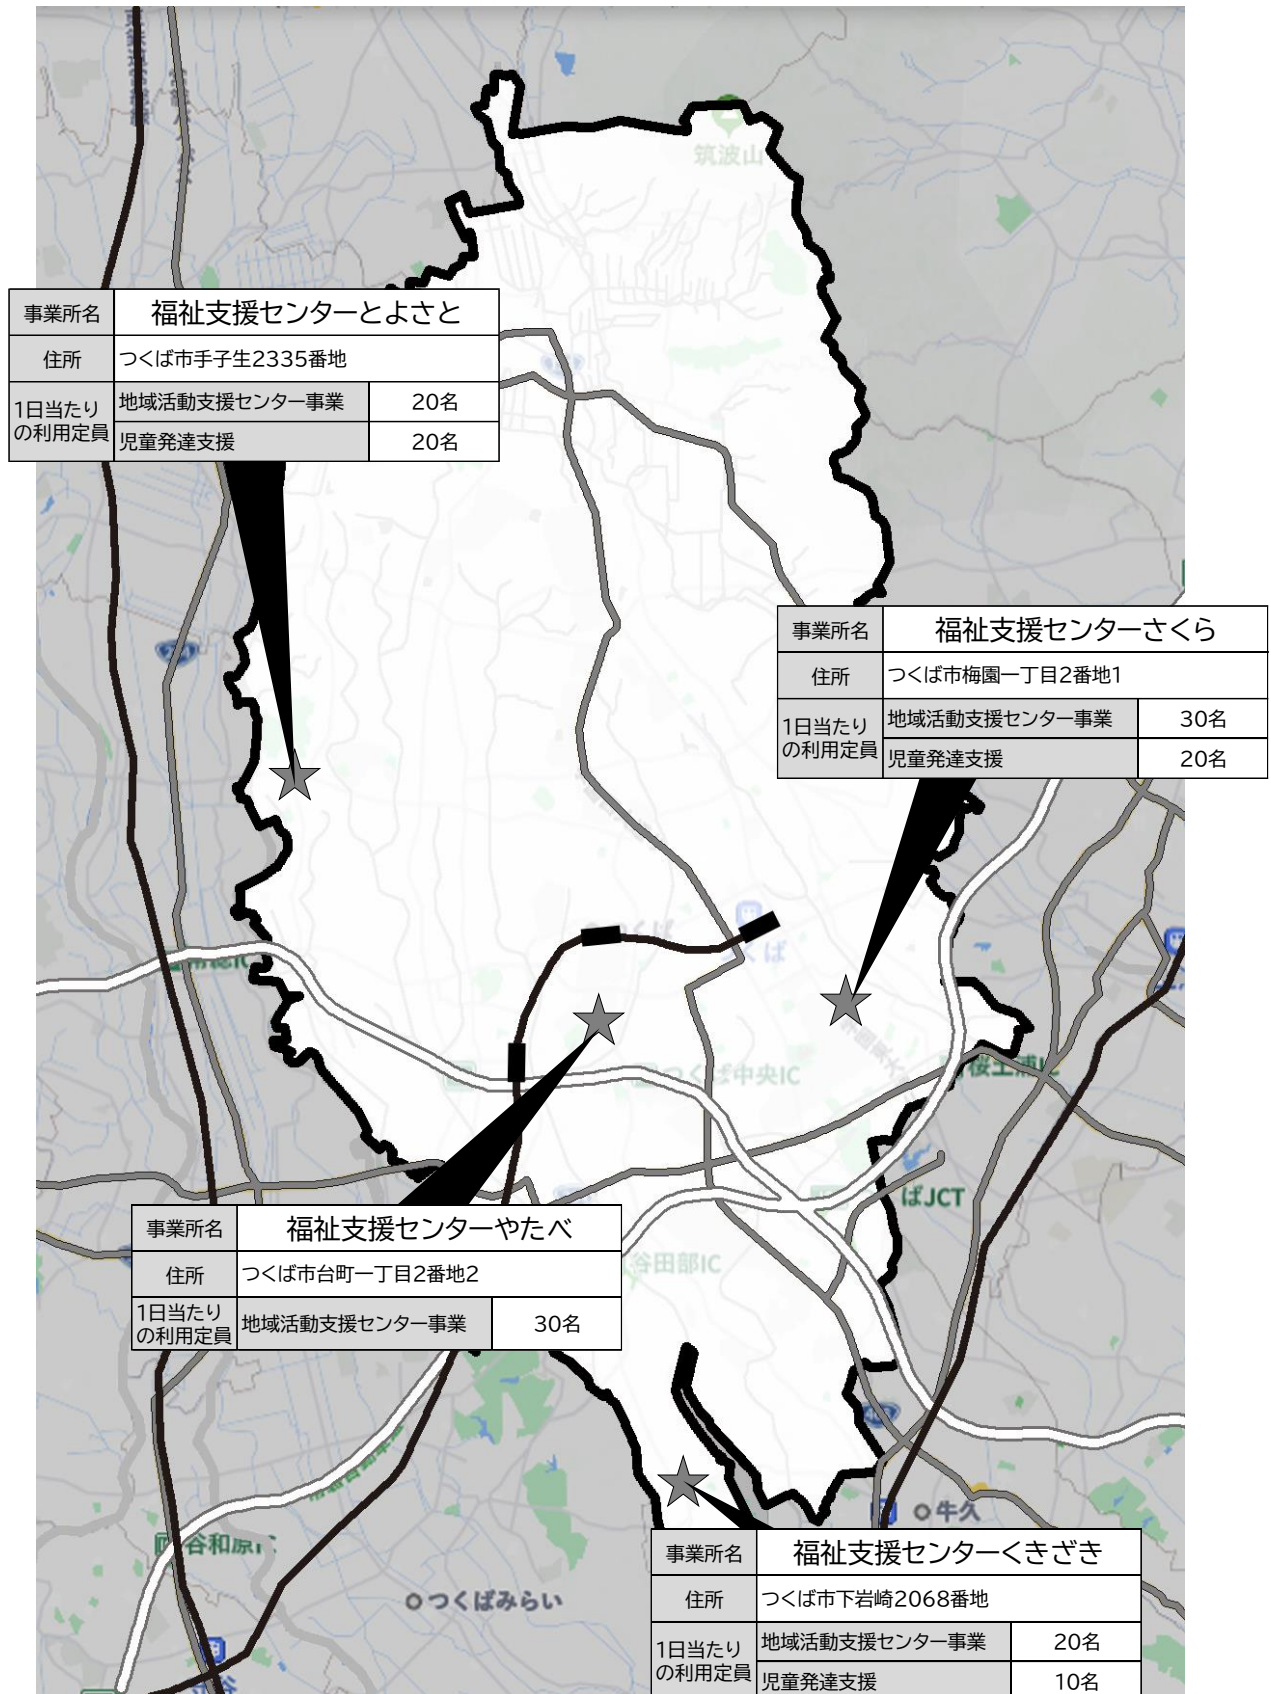 筑波山
事業所名 福祉支援センターとよさと
住所 つくば市手子生2335番地
1日当たり
の利用定員
地域活動支援センター事業 20名
児童発達支援 20名
事業所名 福祉支援センターさくら
住所 つくば市梅園一丁目2番地1
1日当たり
の利用定員
地域活動支援センター事業 30名
児童発達支援 20名
つくば中央IC
桜土浦IC
ばJCT
事業所名 福祉支援センターやたべ
住所 つくば市台町一丁目2番地2
1日当たり
の利用定員
地域活動支援センター事業 30名
谷田部IC
牛久
谷和原IC
つくばみらい
事業所名 福祉支援センターくきざき
住所 つくば市下岩崎2068番地
1日当たり
の利用定員
地域活動支援センター事業 20名
児童発達支援 10名